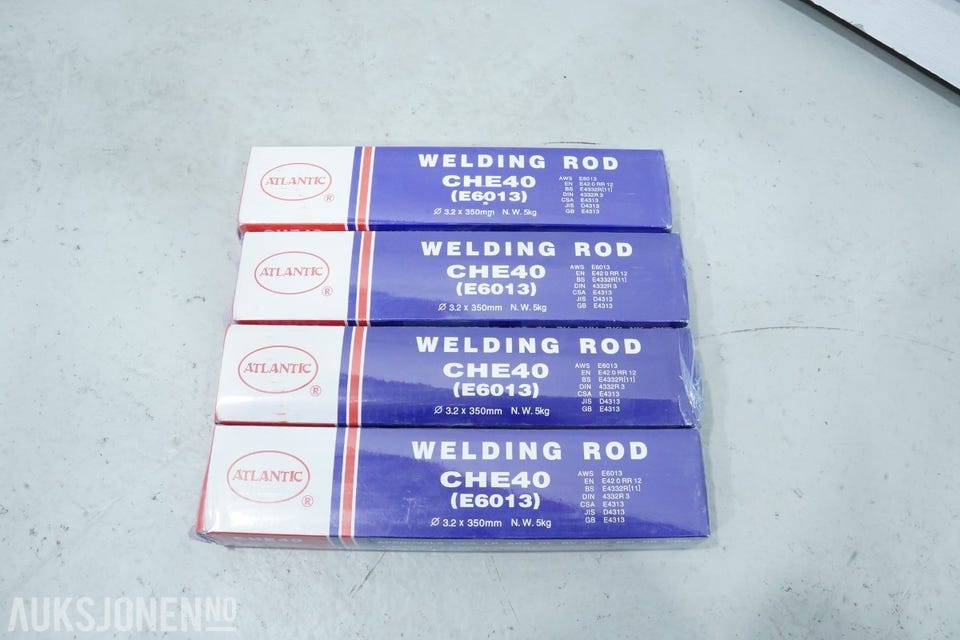 ATLANTIC ®
WELDING ROD
CHE40
(E6013)
Ø 3.2 x 350mm N.W. 5kg
AWS E6013
EN E42 0 RR 12
BS E4332R[11]
DIN 4332R 3
CSA E4313
JIS D4313
GB E4313
CHE40
ATLANTIC ®
WELDING ROD
CHE40
(E6013)
Ø 3.2 x 350mm N.W. 5kg
AWS E6013
EN E42 0 RR 12
BS E4332R[11]
DIN 4332R 3
CSA E4313
JIS D4313
GB E4313
ATLANTIC ®
WELDING ROD
CHE40
(E6013)
Ø 3.2 x 350mm N.W. 5kg
AWS E6013
EN E42 0 RR 12
BS E4332R[11]
DIN 4332R 3
CSA E4313
JIS D4313
GB E4313
ATLANTIC ®
WELDING ROD
CHE40
(E6013)
Ø 3.2 x 350mm N.W. 5kg
AWS E6013
EN E42 0 RR 12
BS E4332R[11]
DIN 4332R 3
CSA E4313
JIS D4313
GB E4313
CHE40
AUKSJONEN NO